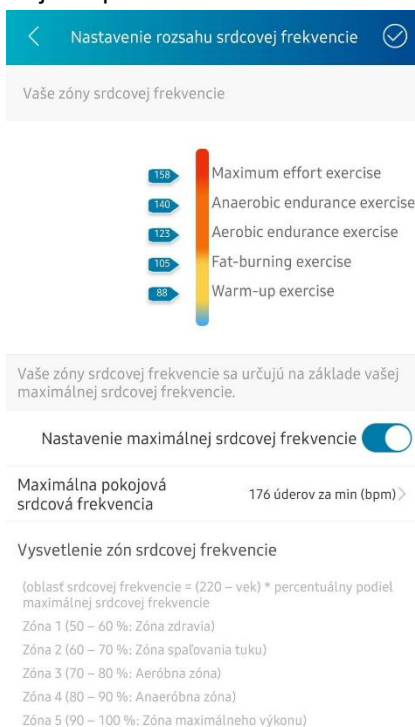 Nastavenie rozsahu srdcovej frekvencie
Vaše zóny srdcovej frekvencie
158 Maximum effort exercise
140 Anaerobic endurance exercise
123 Aerobic endurance exercise
105 Fat-burning exercise
88 Warm-up exercise
Vaše zóny srdcovej frekvencie sa určujú na základe vašej
maximálnej srdcovej frekvencie.
Nastavenie maximálnej srdcovej frekvencie
Maximálna pokojová
srdcová frekvencia
176 úderov za min (bpm)
Vysvetlenie zón srdcovej frekvencie
(oblasť srdcovej frekvencie = (220 – vek) * percentuálny podiel
maximálnej srdcovej frekvencie
Zóna 1 (50 – 60 %: Zóna zdravia)
Zóna 2 (60 – 70 %: Zóna spaľovania tuku)
Zóna 3 (70 – 80 %: Aeróbna zóna)
Zóna 4 (80 – 90 %: Anaeróbna zóna)
Zóna 5 (90 – 100 %: Zóna maximálneho výkonu)